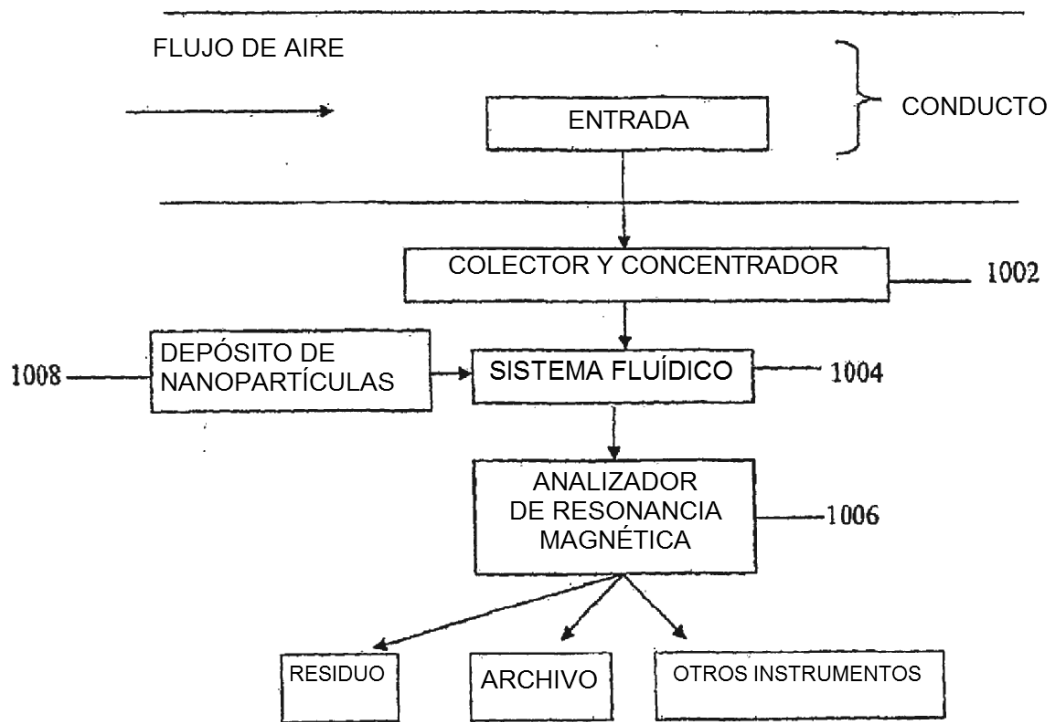 FLUJO DE AIRE
ENTRADA
CONDUCTO
COLECTOR Y CONCENTRADOR
1002
1008
DEPÓSITO DE
NANOPARTÍCULAS
SISTEMA FLUÍDICO
1004
ANALIZADOR
DE RESONANCIA
MAGNÉTICA
1006
RESIDUO
ARCHIVO
OTROS INSTRUMENTOS